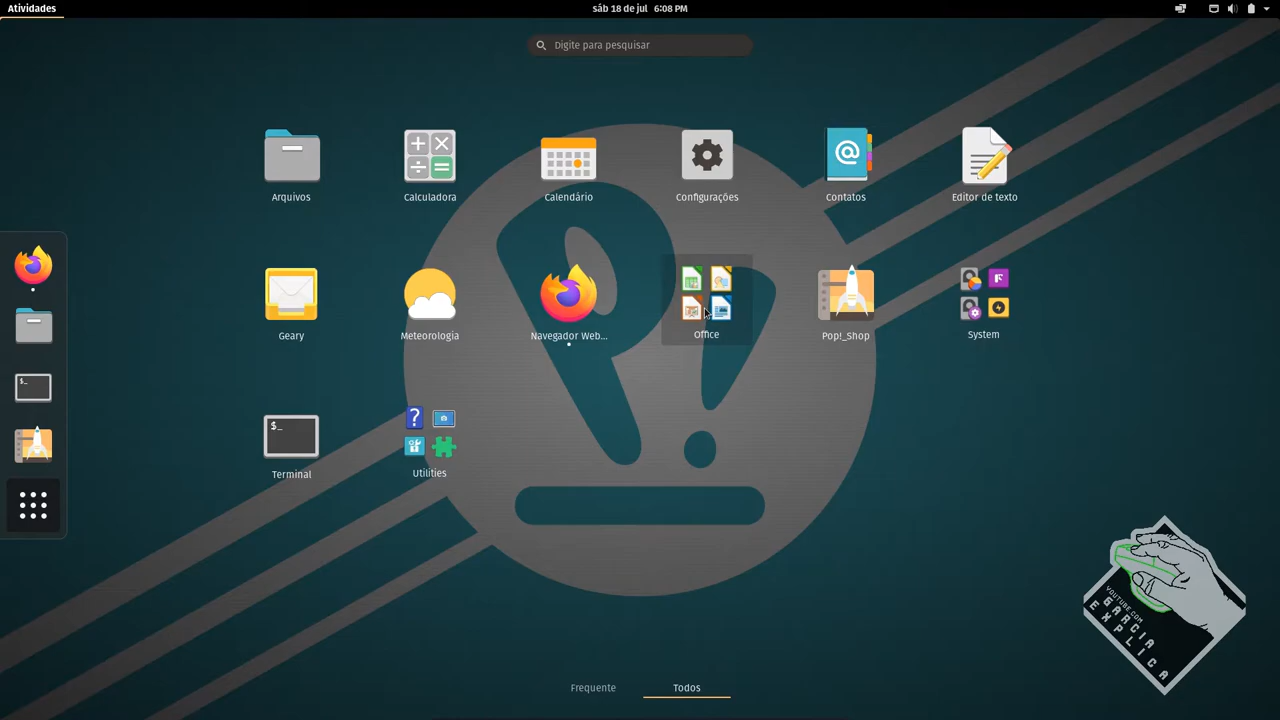 Atividades
sáb 18 de jul 6:08 PM
Digite para pesquisar
Arquivos
Calculadora
Calendário
Configurações
Contatos
Editor de texto
Geary
Meteorologia
Navegador Web...
Office
Pop!_Shop
System
$_
Terminal
Utilities
$_
YOUTUBE.COM
GARCIA
EXPLICA
Frequente
Todos